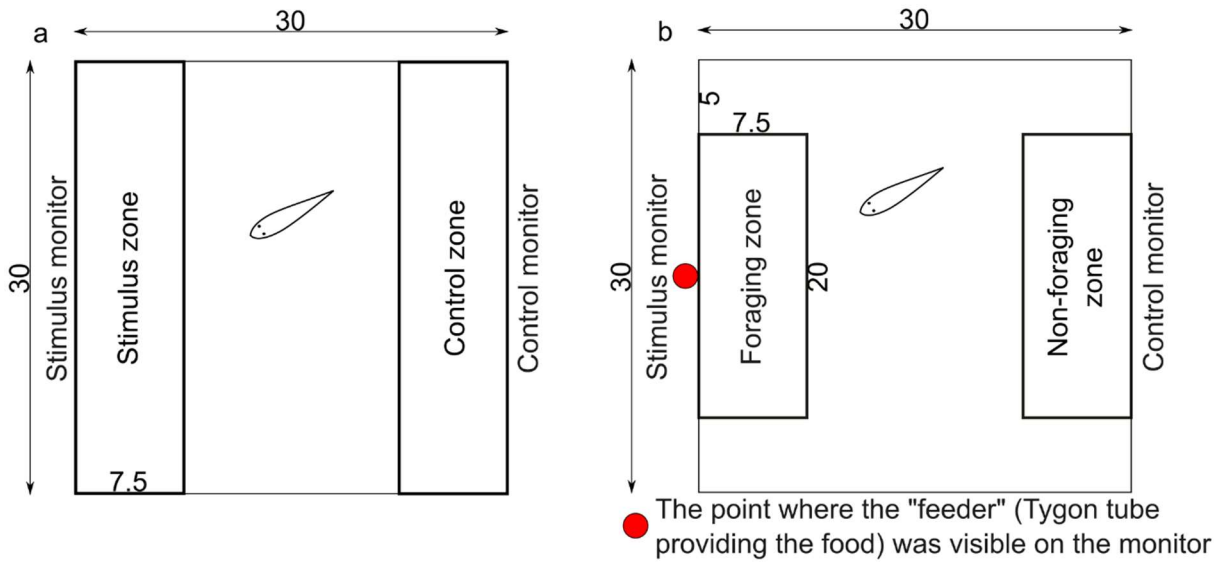 a
30
30
Stimulus monitor
Stimulus zone
7.5
Control zone
Control monitor
b
30
30
Stimulus monitor
5
7.5
Foraging zone
20
Non-foraging
zone
Control monitor
The point where the "feeder" (Tygon tube
providing the food) was visible on the monitor